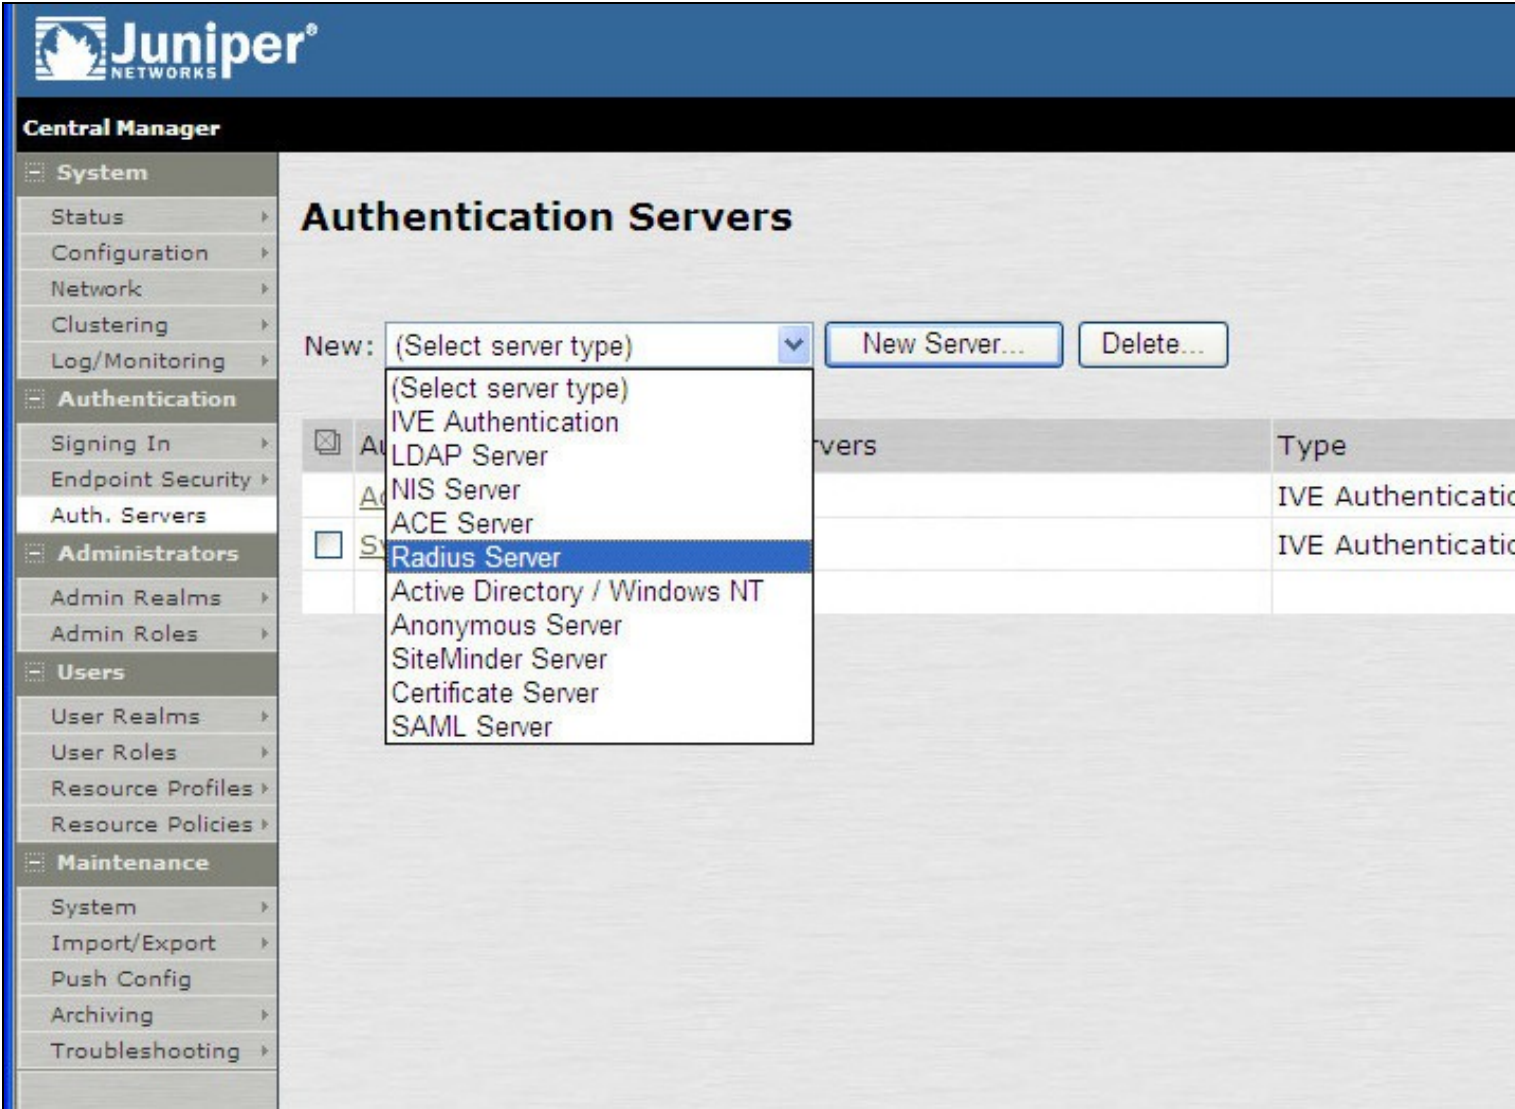 Juniper®
NETWORKS
Central Manager
System
Status
Configuration
Network
Clustering
Log/Monitoring
Authentication
Signing In
Endpoint Security
Auth. Servers
Administrators
Admin Realms
Admin Roles
Users
User Realms
User Roles
Resource Profiles
Resource Policies
Maintenance
System
Import/Export
Push Config
Archiving
Troubleshooting
Authentication Servers
New: (Select server type) New Server... Delete...
(Select server type)
IVE Authentication
LDAP Server
NIS Server
ACE Server
Radius Server
Active Directory / Windows NT
Anonymous Server
SiteMinder Server
Certificate Server
SAML Server
Type
IVE
IVE